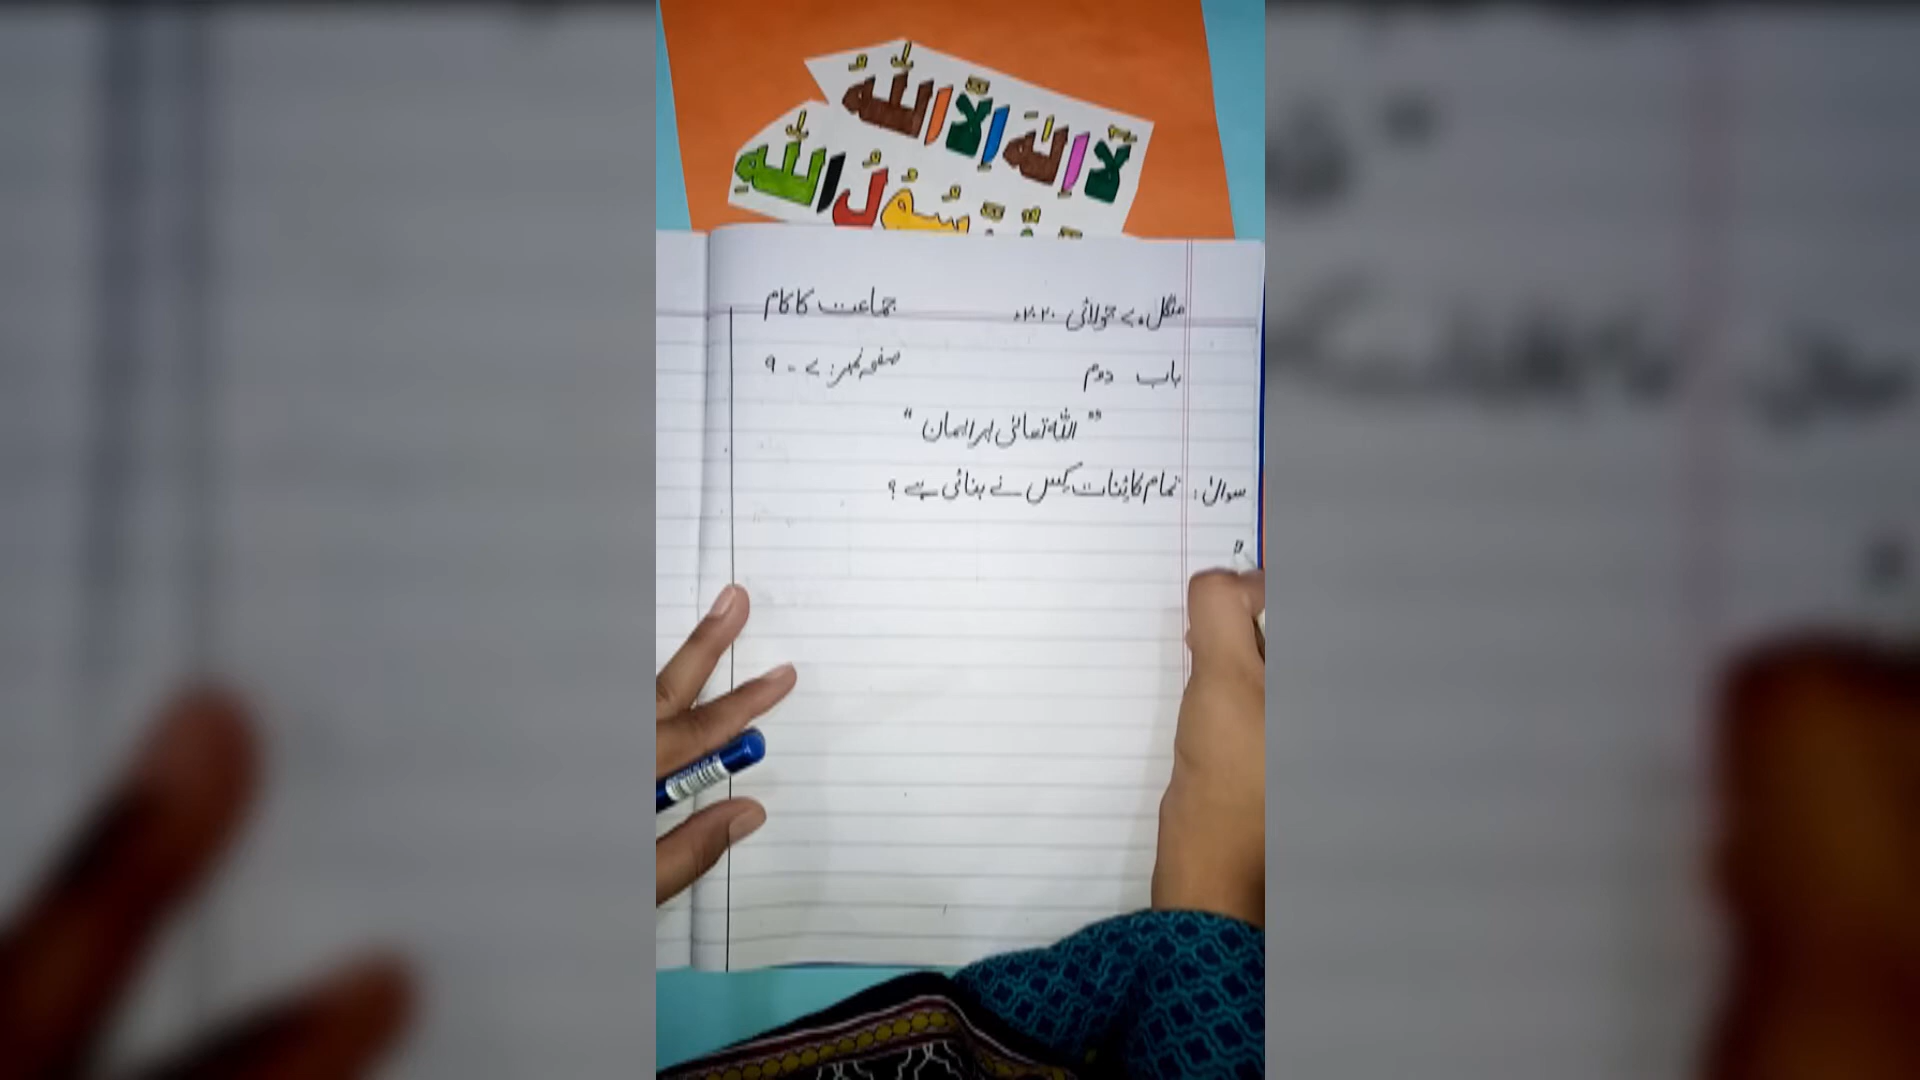 لَا اِلٰهَ اِلَّا اللّٰهُ
رَّسُوْلُ اللّٰهِ
منگل، ۷ جولائی ۲۰۲۰ء جماعت کا کام
باب دوم صفحہ نمبر: ۷ - ۹
"اللہ تعالیٰ پر ایمان"
سوال: تمام کائنات کِس نے بنائی ہے؟